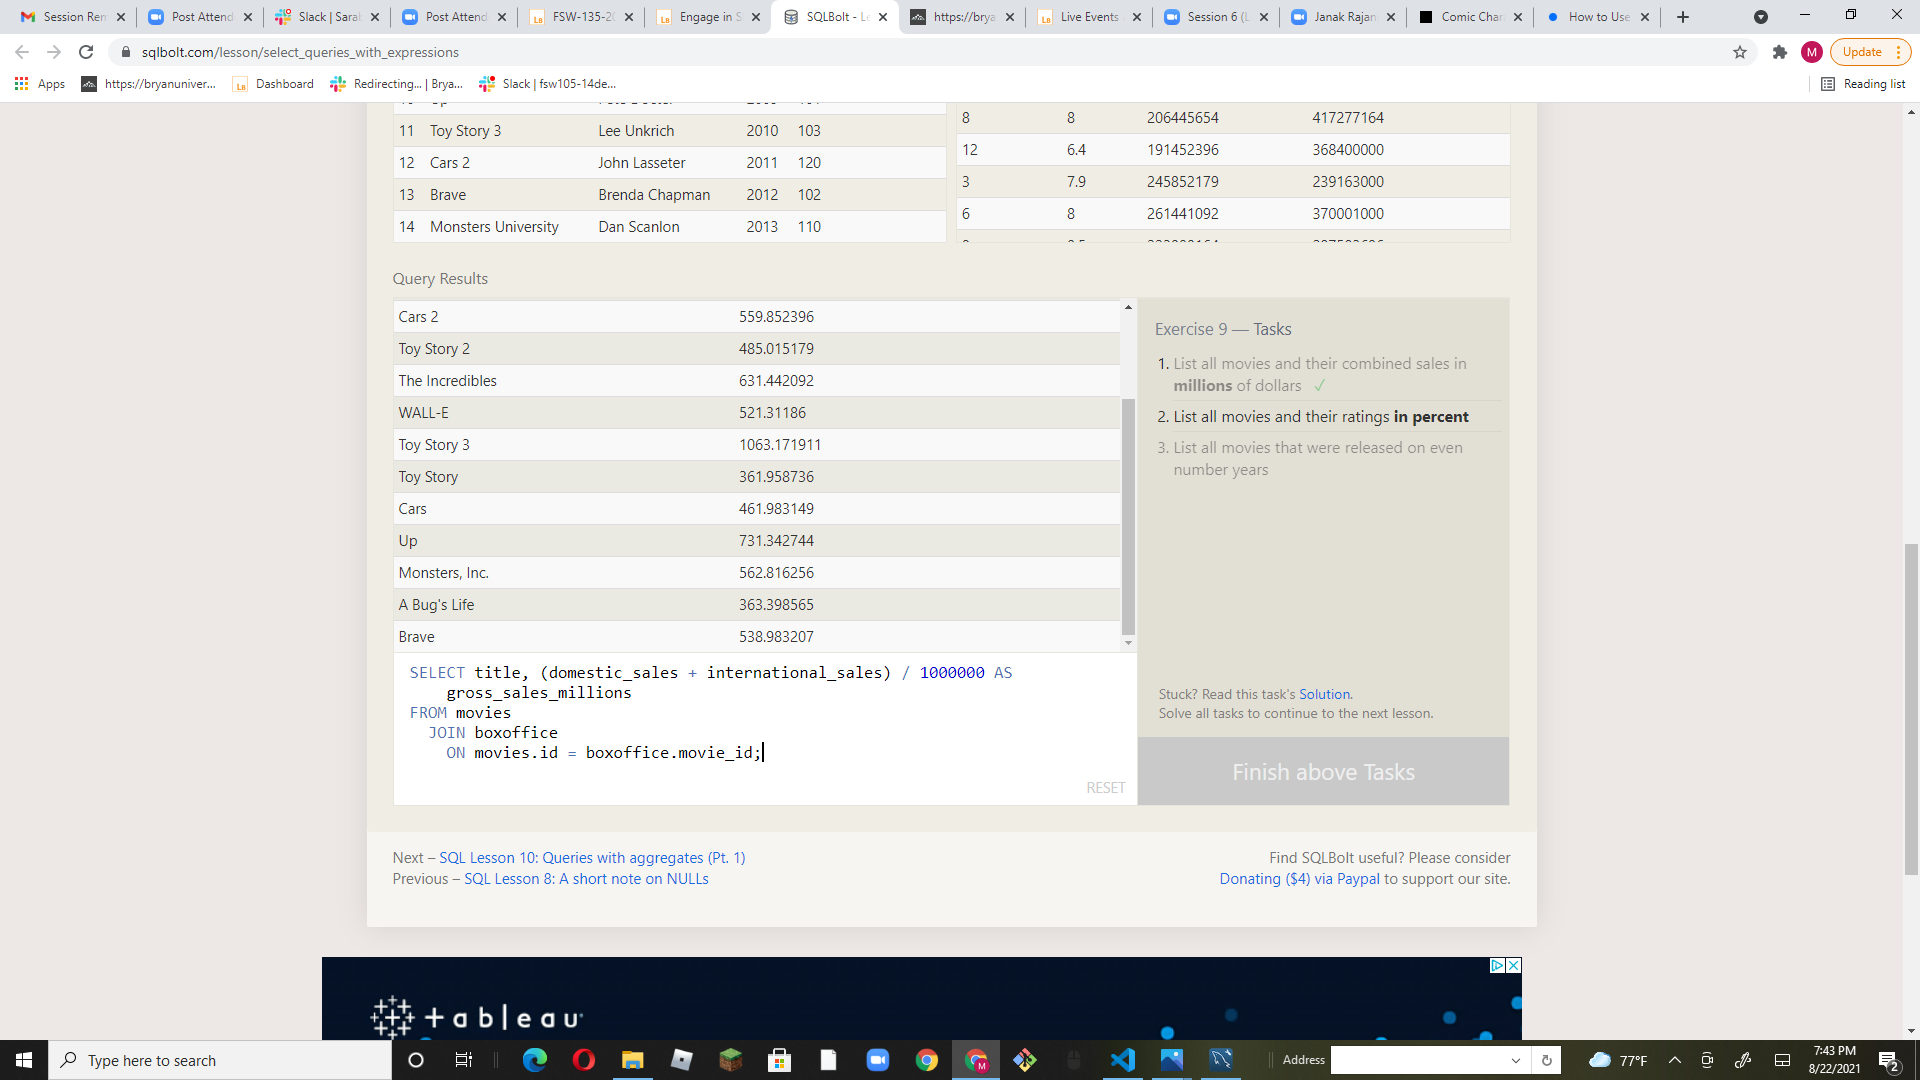 Session Rem
Post Attend
Slack | Saral
Post Attend
FSW-135-20
Engage in S
SQLBolt - Le
https://brya
Live Events
Session 6 (L
Janak Rajan
Comic Char
How to Use
sqlbolt.com/lesson/select_queries_with_expressions
M
Update
Apps
https://bryanuniver...
Dashboard
Redirecting... | Brya...
Slack | fsw105-14de...
Reading list
11 Toy Story 3 Lee Unkrich 2010 103
12 Cars 2 John Lasseter 2011 120
13 Brave Brenda Chapman 2012 102
14 Monsters University Dan Scanlon 2013 110
8 8 206445654 417277164
12 6.4 191452396 368400000
3 7.9 245852179 239163000
6 8 261441092 370001000
Query Results
Cars 2 559.852396
Toy Story 2 485.015179
The Incredibles 631.442092
WALL-E 521.31186
Toy Story 3 1063.171911
Toy Story 361.958736
Cars 461.983149
Up 731.342744
Monsters, Inc. 562.816256
A Bug's Life 363.398565
Brave 538.983207
SELECT title, (domestic_sales + international_sales) / 1000000 AS
gross_sales_millions
FROM movies
JOIN boxoffice
ON movies.id = boxoffice.movie_id;
RESET
Exercise 9 — Tasks
1. List all movies and their combined sales in
millions of dollars ✓
2. List all movies and their ratings in percent
3. List all movies that were released on even
number years
Stuck? Read this task's Solution.
Solve all tasks to continue to the next lesson.
Finish above Tasks
Next – SQL Lesson 10: Queries with aggregates (Pt. 1)
Previous – SQL Lesson 8: A short note on NULLs
Find SQLBolt useful? Please consider
Donating ($4) via Paypal to support our site.
+ableau
Type here to search
Address
77°F
7:43 PM
8/22/2021
2